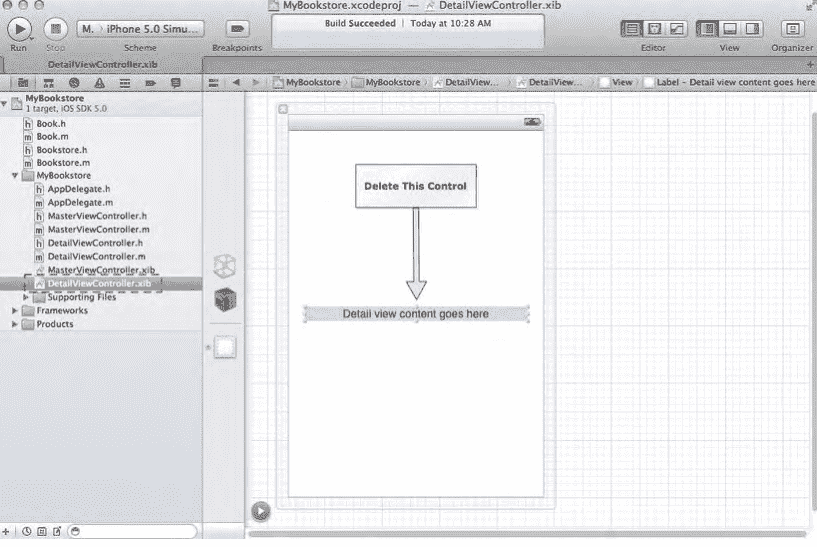 MyBookstore.xcodeproj — DetailViewController.xib
M. iPhone 5.0 Simu...
Build Succeeded | Today at 10:28 AM
Run Stop Scheme Breakpoints Editor View Organizer
DetailViewController.xib
MyBookstore MyBookstore DetailView... DetailView... View Label – Detail view content goes here
MyBookstore
1 target, iOS SDK 5.0
Book.h
Book.m
Bookstore.h
Bookstore.m
MyBookstore
AppDelegate.h
AppDelegate.m
MasterViewController.h
MasterViewController.m
DetailViewController.h
DetailViewController.m
MasterViewController.xib
DetailViewController.xib
Supporting Files
Frameworks
Products
Delete This Control
Detail view content goes here